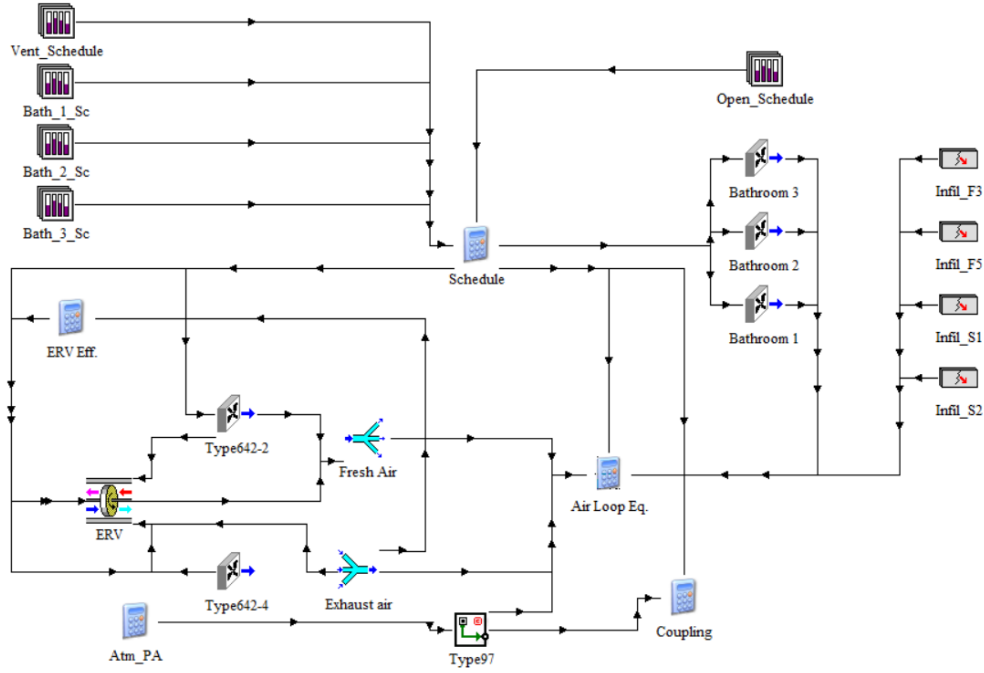 Vent_Schedule
Bath_1_Sc
Open_Schedule
Bath_2_Sc
Bathroom 3
Infil_F3
Bath_3_Sc
Bathroom 2
Infil_F5
Schedule
Bathroom 1
Infil_S1
ERV Eff.
Infil_S2
Type642-2
Fresh Air
Air Loop Eq.
ERV
Type642-4
Exhaust air
Coupling
Atm_PA
Type97